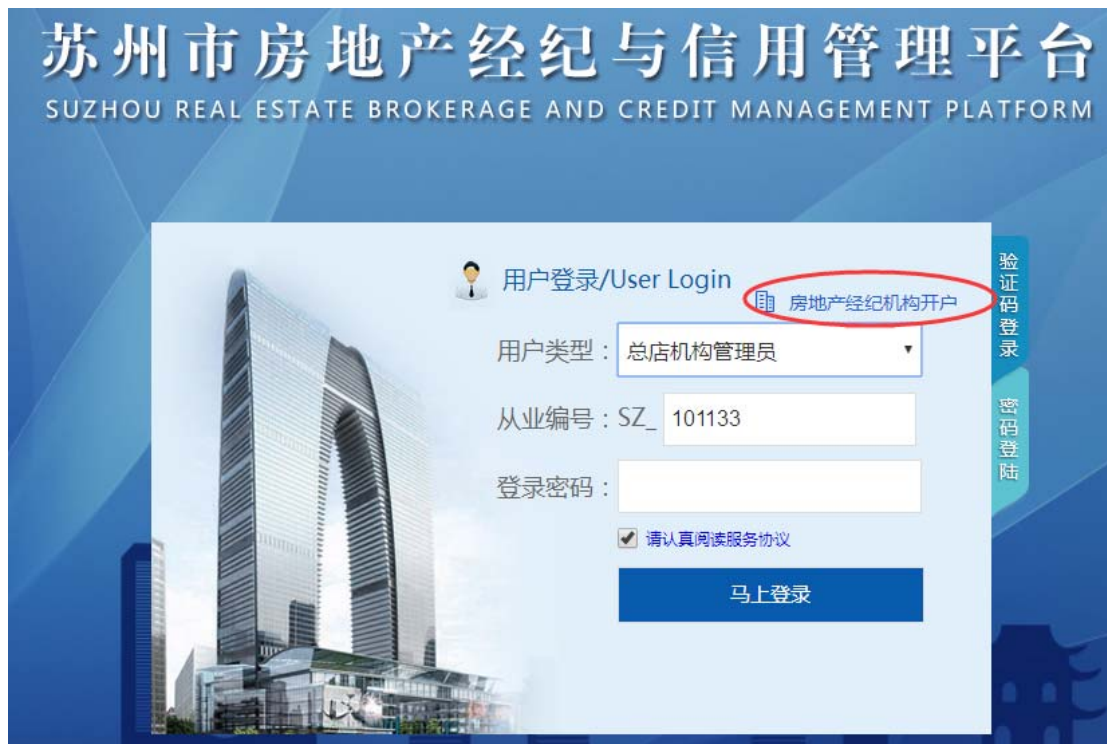 苏州市房地产经纪与信用管理平台
SUZHOU REAL ESTATE BROKERAGE AND CREDIT MANAGEMENT PLATFORM
用户登录/User Login
房地产经纪机构开户
用户类型：总店机构管理员
从业编号：SZ_ 101133
登录密码：
请认真阅读服务协议
马上登录
验证码登录
密码登陆